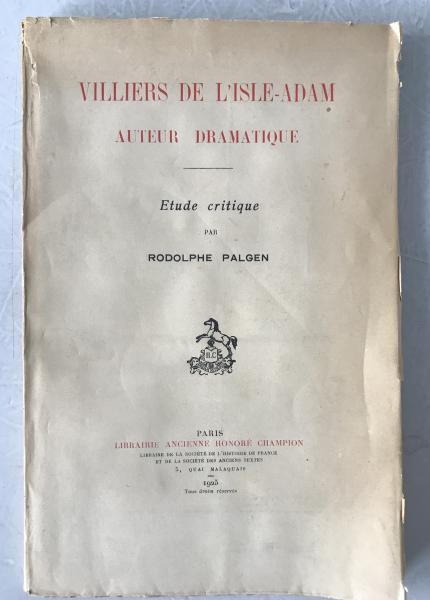 VILLIERS DE L'ISLE-ADAM
AUTEUR DRAMATIQUE
Etude critique
PAR
RODOLPHE PALGEN
H.C
PARIS
LIBRAIRIE ANCIENNE HONORÉ CHAMPION
LIBRAIRE DE LA SOCIÉTÉ DE L'HISTOIRE DE FRANCE
ET DE LA SOCIÉTÉ DES ANCIENS TEXTES
5, QUAI MALAQUAIS
1925
Tous droits réservés